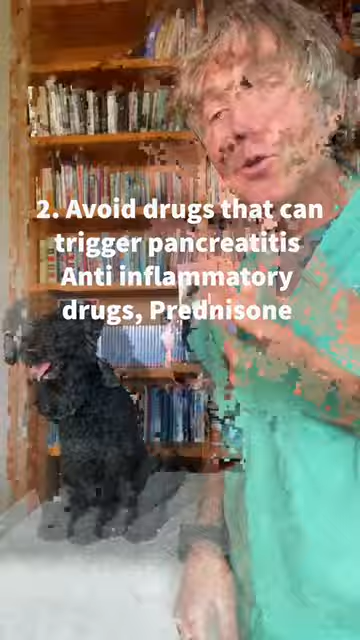 2. Avoid drugs that can
trigger pancreatitis
Anti inflammatory
drugs, Prednisone